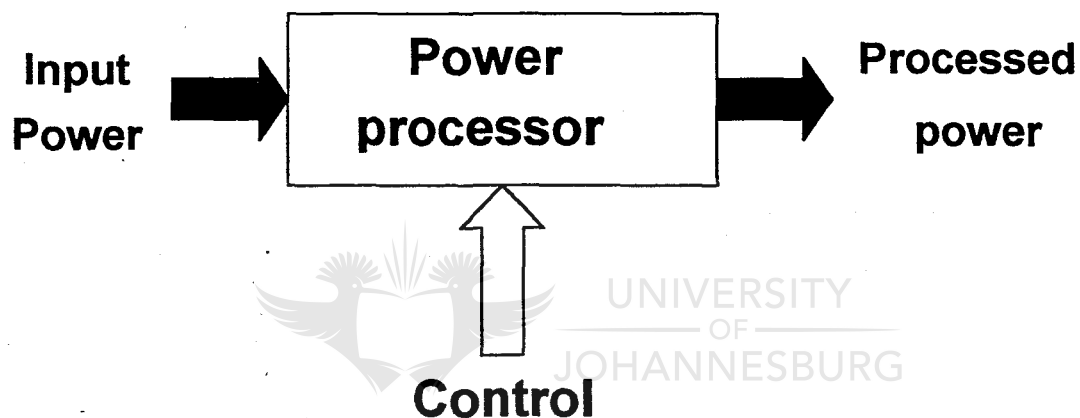 Input
Power
Power
processor
Processed
power
Control
UNIVERSITY
OF
JOHANNESBURG